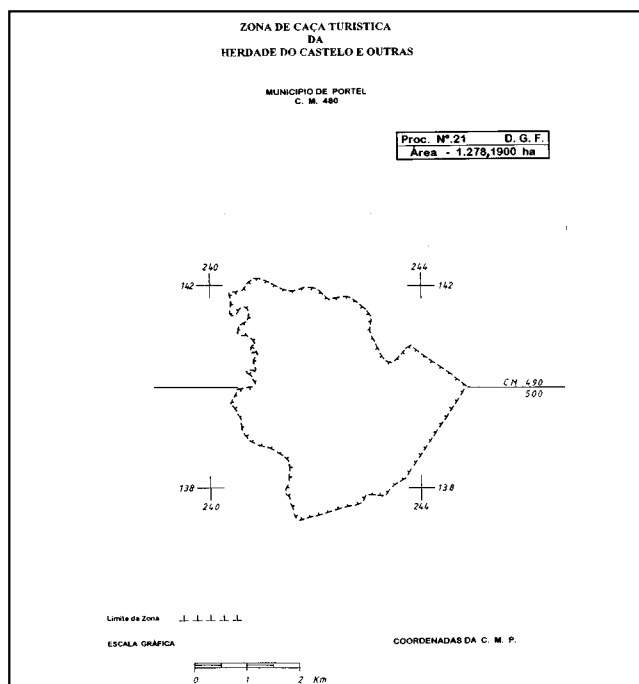 ZONA DE CAÇA TURISTICA
DA
HERDADE DO CASTELO E OUTRAS
MUNICIPIO DE PORTEL
C. M. 480
Proc. Nº.21 D. G. F.
Área - 1.278,1900 ha
240
142
244
142
CM 490
500
138
240
138
244
Limite da Zona
ESCALA GRÁFICA
COORDENADAS DA C. M. P.
0 1 2 Km